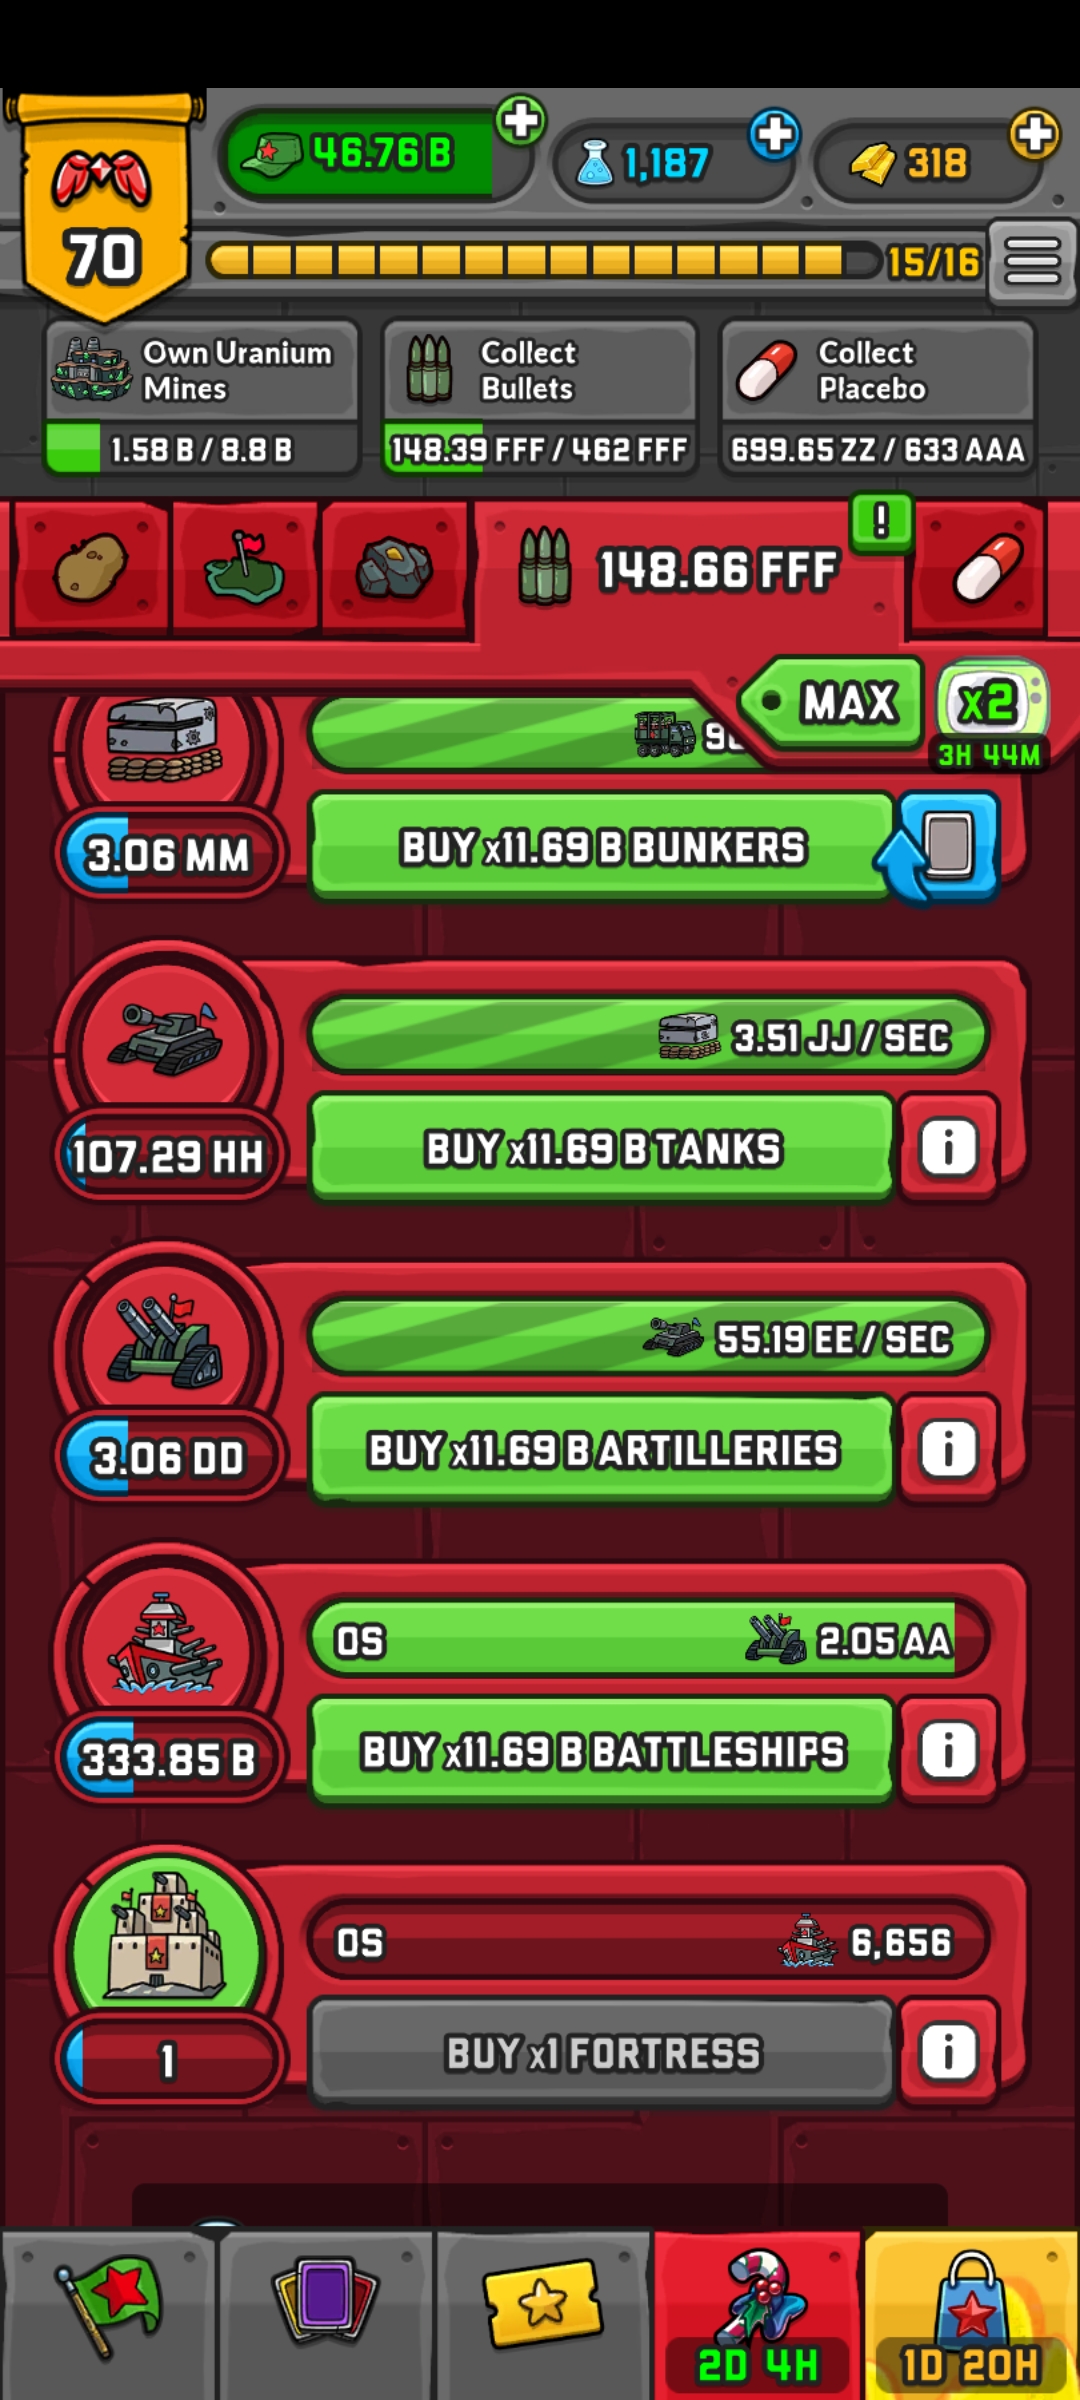 46.76 B
1,187
318
70
15/16
Own Uranium
Mines
1.58 B / 8.8 B
Collect
Bullets
148.39 FFF / 462 FFF
Collect
Placebo
699.65 ZZ / 633 AAA
148.66 FFF
!
MAX
x2
3H 44M
3.06 MM
BUY x11.69 B BUNKERS
3.51 JJ / SEC
107.29 HH
BUY x11.69 B TANKS
i
55.19 EE / SEC
3.06 DD
BUY x11.69 B ARTILLERIES
i
0S
2.05 AA
333.85 B
BUY x11.69 B BATTLESHIPS
i
0S
6,656
1
BUY x1 FORTRESS
i
2D 4H
1D 20H